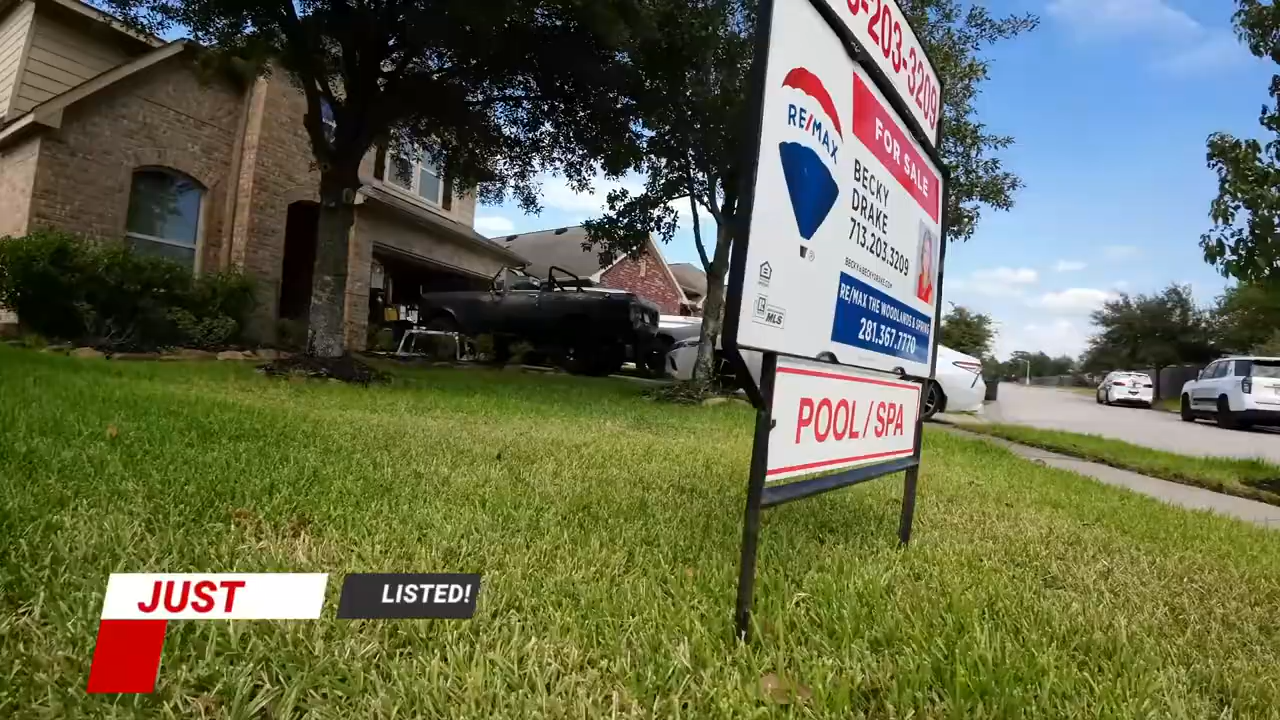 3-203-3209
RE/MAX
FOR SALE
BECKY
DRAKE
713.203.3209
RE/MAX THE WOODLANDS & SPRING
281.367.7770
MLS
POOL / SPA
JUST
LISTED!